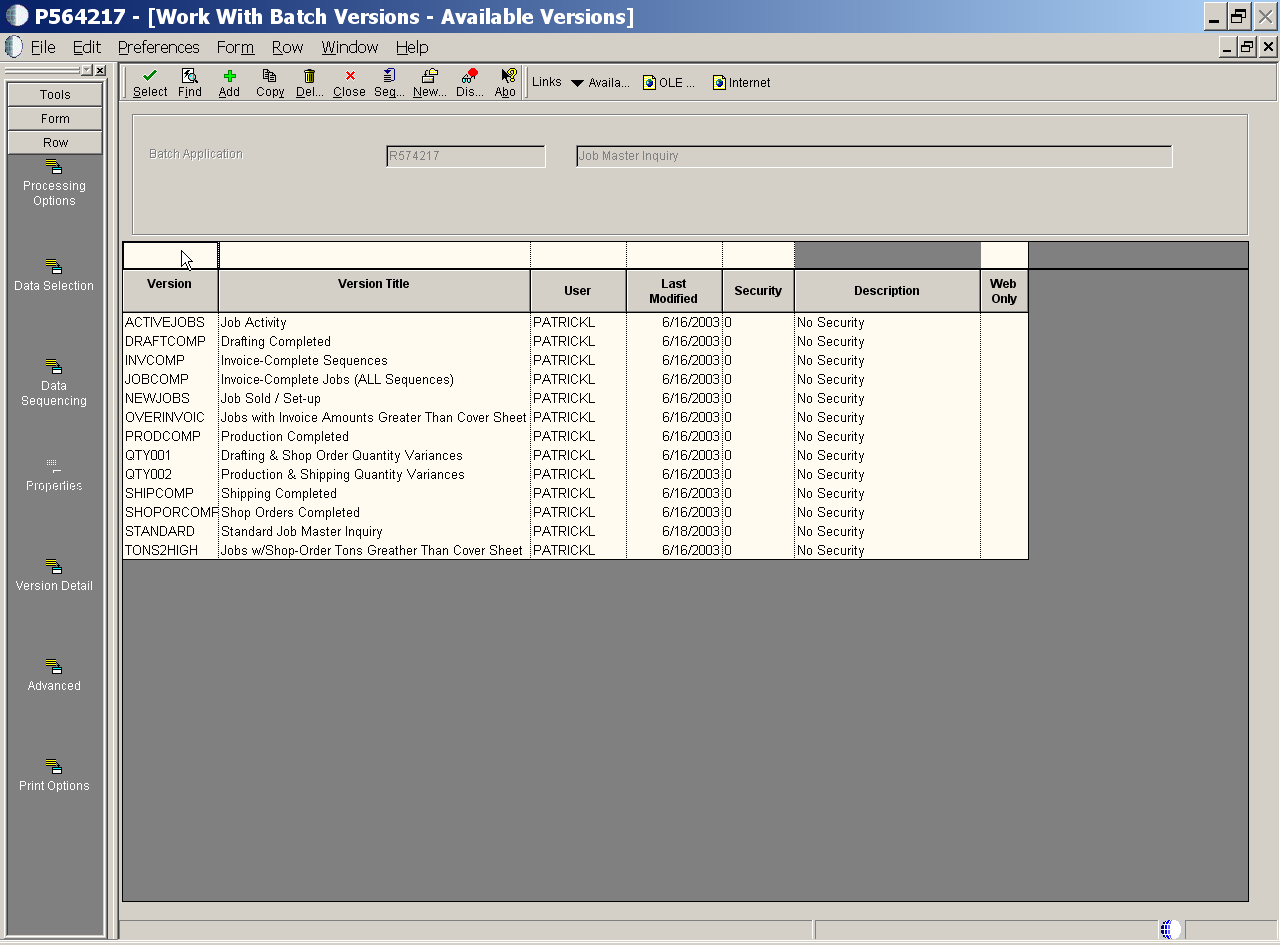 P564217 - [Work With Batch Versions - Available Versions]
File Edit Preferences Form Row Window Help
Select Find Add Copy Del... Close Seq... New... Dis... Abo Links Availa... OLE ... Internet
Tools
Form
Row
Processing
Options
Data Selection
Data
Sequencing
Properties
Version Detail
Advanced
Print Options
Batch Application R574217 Job Master Inquiry
Version Version Title User Last Modified Security Description Web Only
ACTIVEJOBS Job Activity PATRICKL 6/16/2003 0 No Security
DRAFTCOMP Drafting Completed PATRICKL 6/16/2003 0 No Security
INVCOMP Invoice-Complete Sequences PATRICKL 6/16/2003 0 No Security
JOBCOMP Invoice-Complete Jobs (ALL Sequences) PATRICKL 6/16/2003 0 No Security
NEWJOBS Job Sold / Set-up PATRICKL 6/16/2003 0 No Security
OVERINVOIC Jobs with Invoice Amounts Greater Than Cover Sheet PATRICKL 6/16/2003 0 No Security
PRODCOMP Production Completed PATRICKL 6/16/2003 0 No Security
QTY001 Drafting & Shop Order Quantity Variances PATRICKL 6/16/2003 0 No Security
QTY002 Production & Shipping Quantity Variances PATRICKL 6/16/2003 0 No Security
SHIPCOMP Shipping Completed PATRICKL 6/16/2003 0 No Security
SHOPORCOMP Shop Orders Completed PATRICKL 6/16/2003 0 No Security
STANDARD Standard Job Master Inquiry PATRICKL 6/18/2003 0 No Security
TONS2HIGH Jobs w/Shop-Order Tons Greather Than Cover Sheet PATRICKL 6/16/2003 0 No Security